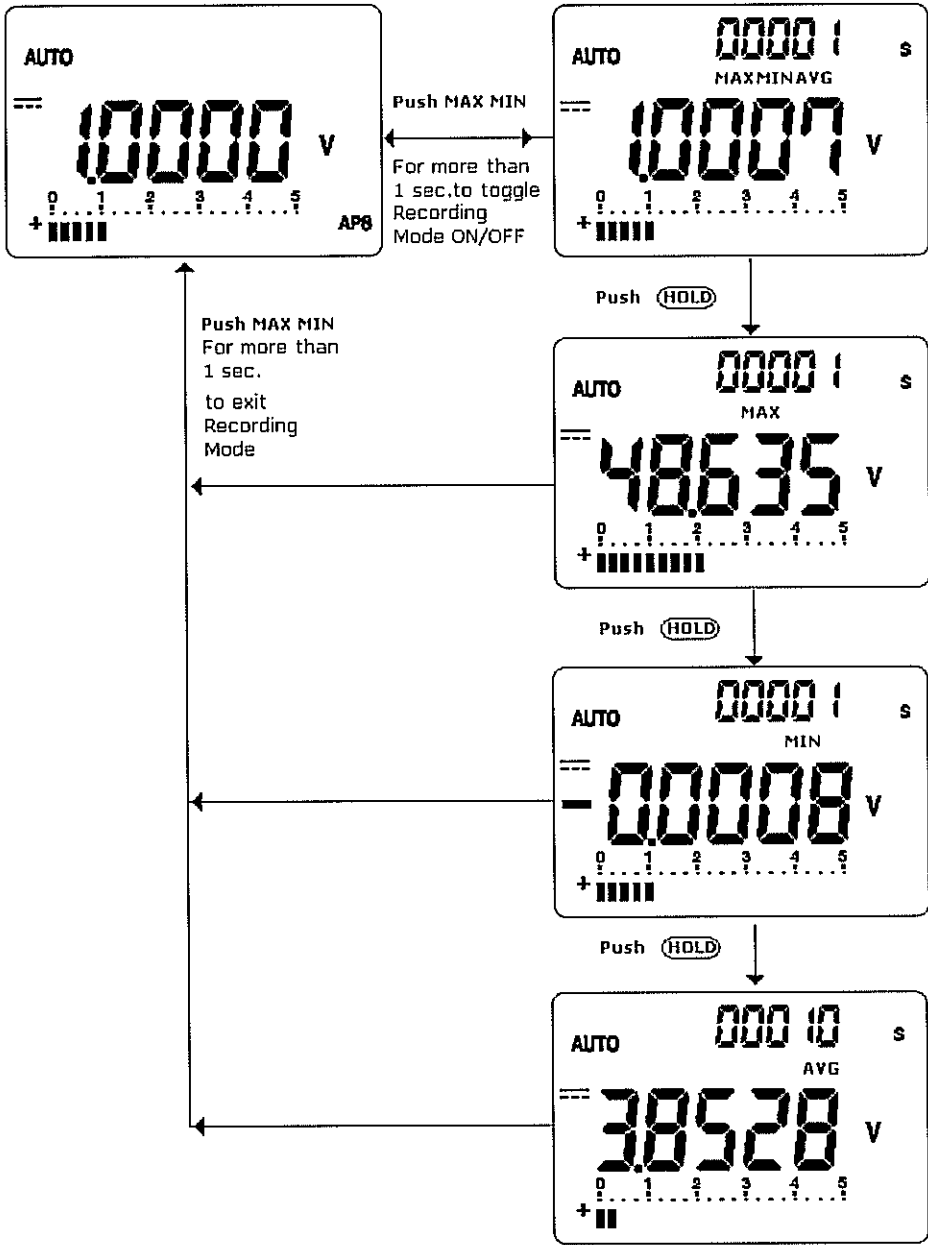 AUTO
1.0000 V
0 1 2 3 4 5
+
APS
Push MAX MIN
For more than
1 sec.to toggle
Recording
Mode ON/OFF
00001 s
AUTO
MAXMINAVG
1.0007 V
0 1 2 3 4 5
+
Push HOLD
Push MAX MIN
For more than
1 sec.
to exit
Recording
Mode
00001 s
AUTO
MAX
48.635 V
0 1 2 3 4 5
+
Push HOLD
00001 s
AUTO
MIN
-0.0008 V
0 1 2 3 4 5
+
Push HOLD
00010 s
AUTO
AVG
3.8528 V
0 1 2 3 4 5
+